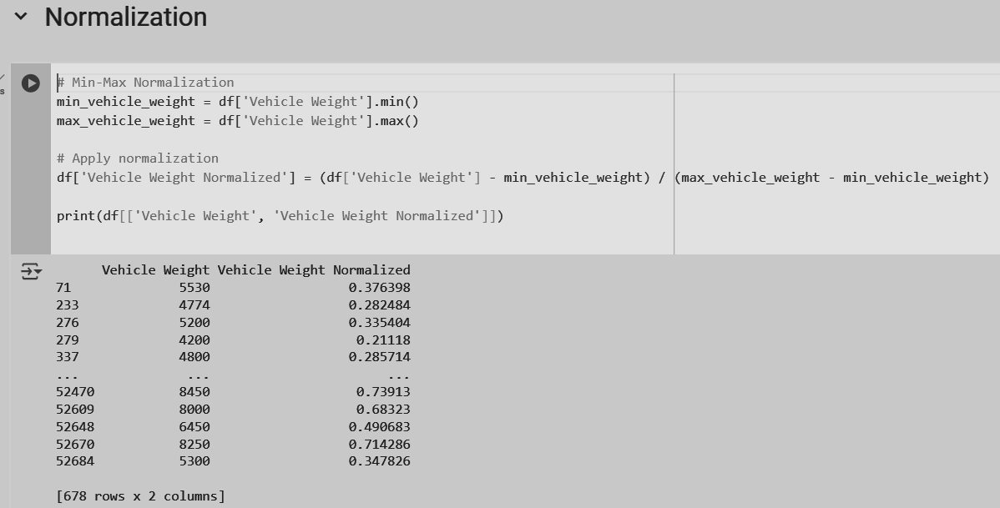 Normalization
# Min-Max Normalization
min_vehicle_weight = df['Vehicle Weight'].min()
s
max_vehicle_weight = df['Vehicle Weight'].max()
# Apply normalization
df['Vehicle Weight Normalized'] = (df['Vehicle Weight'] - min_vehicle_weight) / (max_vehicle_weight - min_vehicle_weight)
print(df[['Vehicle Weight', 'Vehicle Weight Normalized']])
Vehicle Weight Vehicle Weight Normalized
71 5530 0.376398
233 4774 0.282484
276 5200 0.335404
279 4200 0.21118
337 4800 0.285714
... ... ...
52470 8450 0.73913
52609 8000 0.68323
52648 6450 0.490683
52670 8250 0.714286
52684 5300 0.347826
[678 rows x 2 columns]